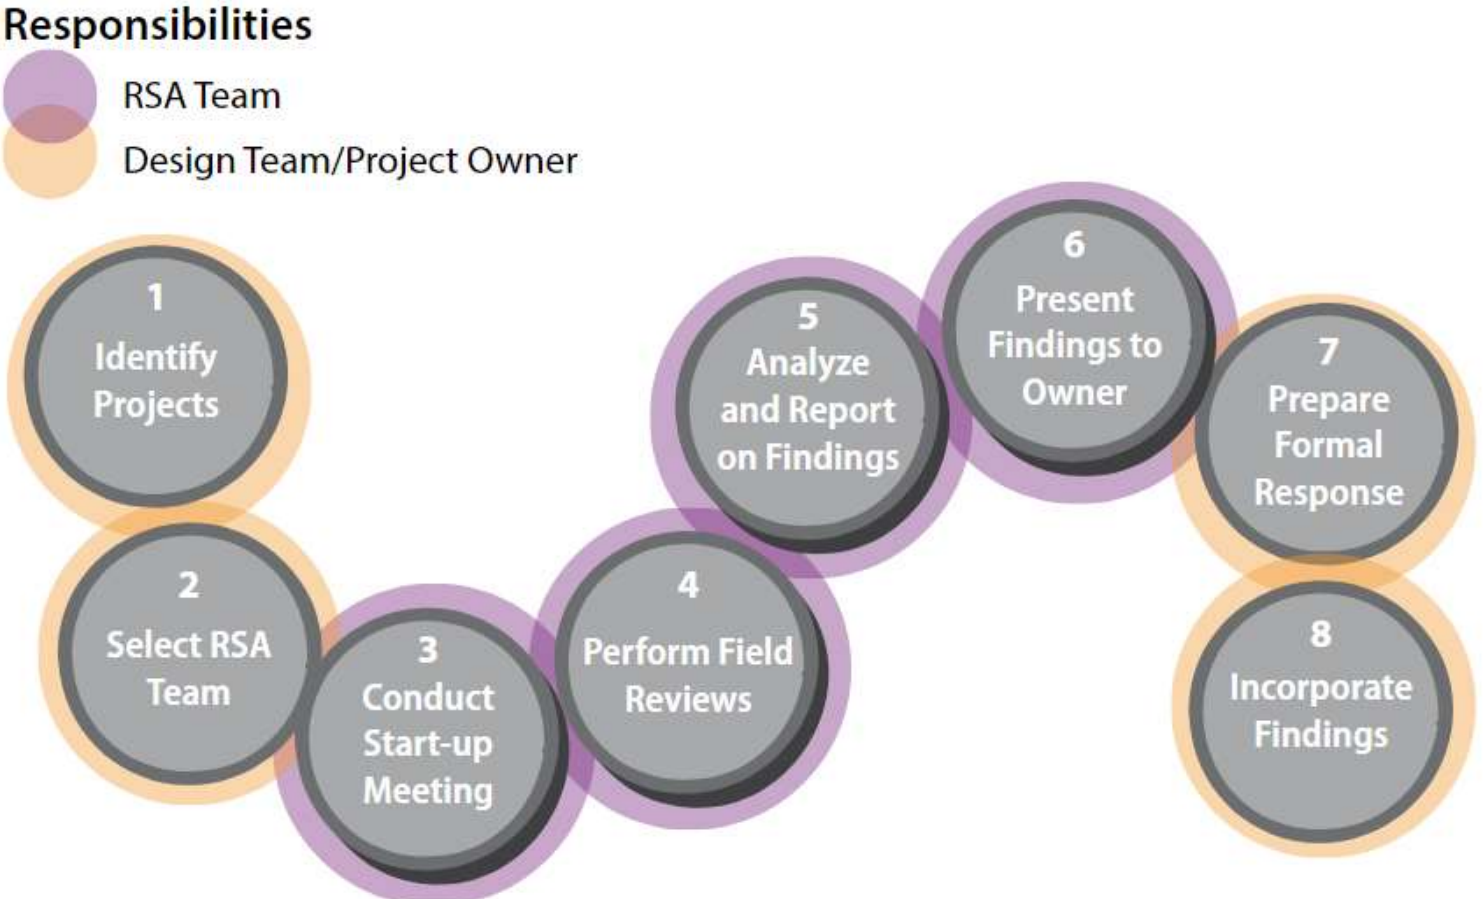 Responsibilities
RSA Team
Design Team/Project Owner
1
Identify
Projects
2
Select RSA
Team
3
Conduct
Start-up
Meeting
4
Perform Field
Reviews
5
Analyze
and Report
on Findings
6
Present
Findings to
Owner
7
Prepare
Formal
Response
8
Incorporate
Findings